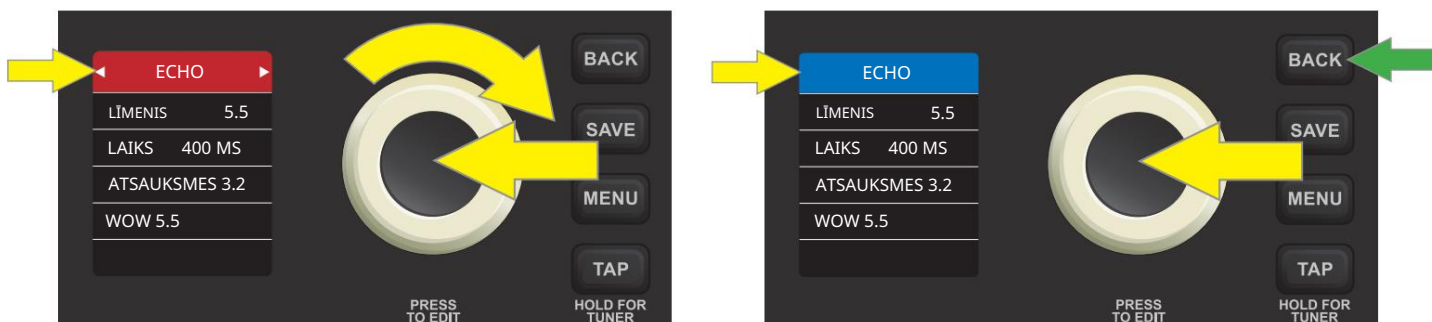 ECHO
LĪMENIS 5.5
LAIKS 400 MS
ATSAUKSMES 3.2
WOW 5.5
BACK
SAVE
MENU
TAP
PRESS
TO EDIT
HOLD FOR
TUNER
ECHO
LĪMENIS 5.5
LAIKS 400 MS
ATSAUKSMES 3.2
WOW 5.5
BACK
SAVE
MENU
TAP
PRESS
TO EDIT
HOLD FOR
TUNER